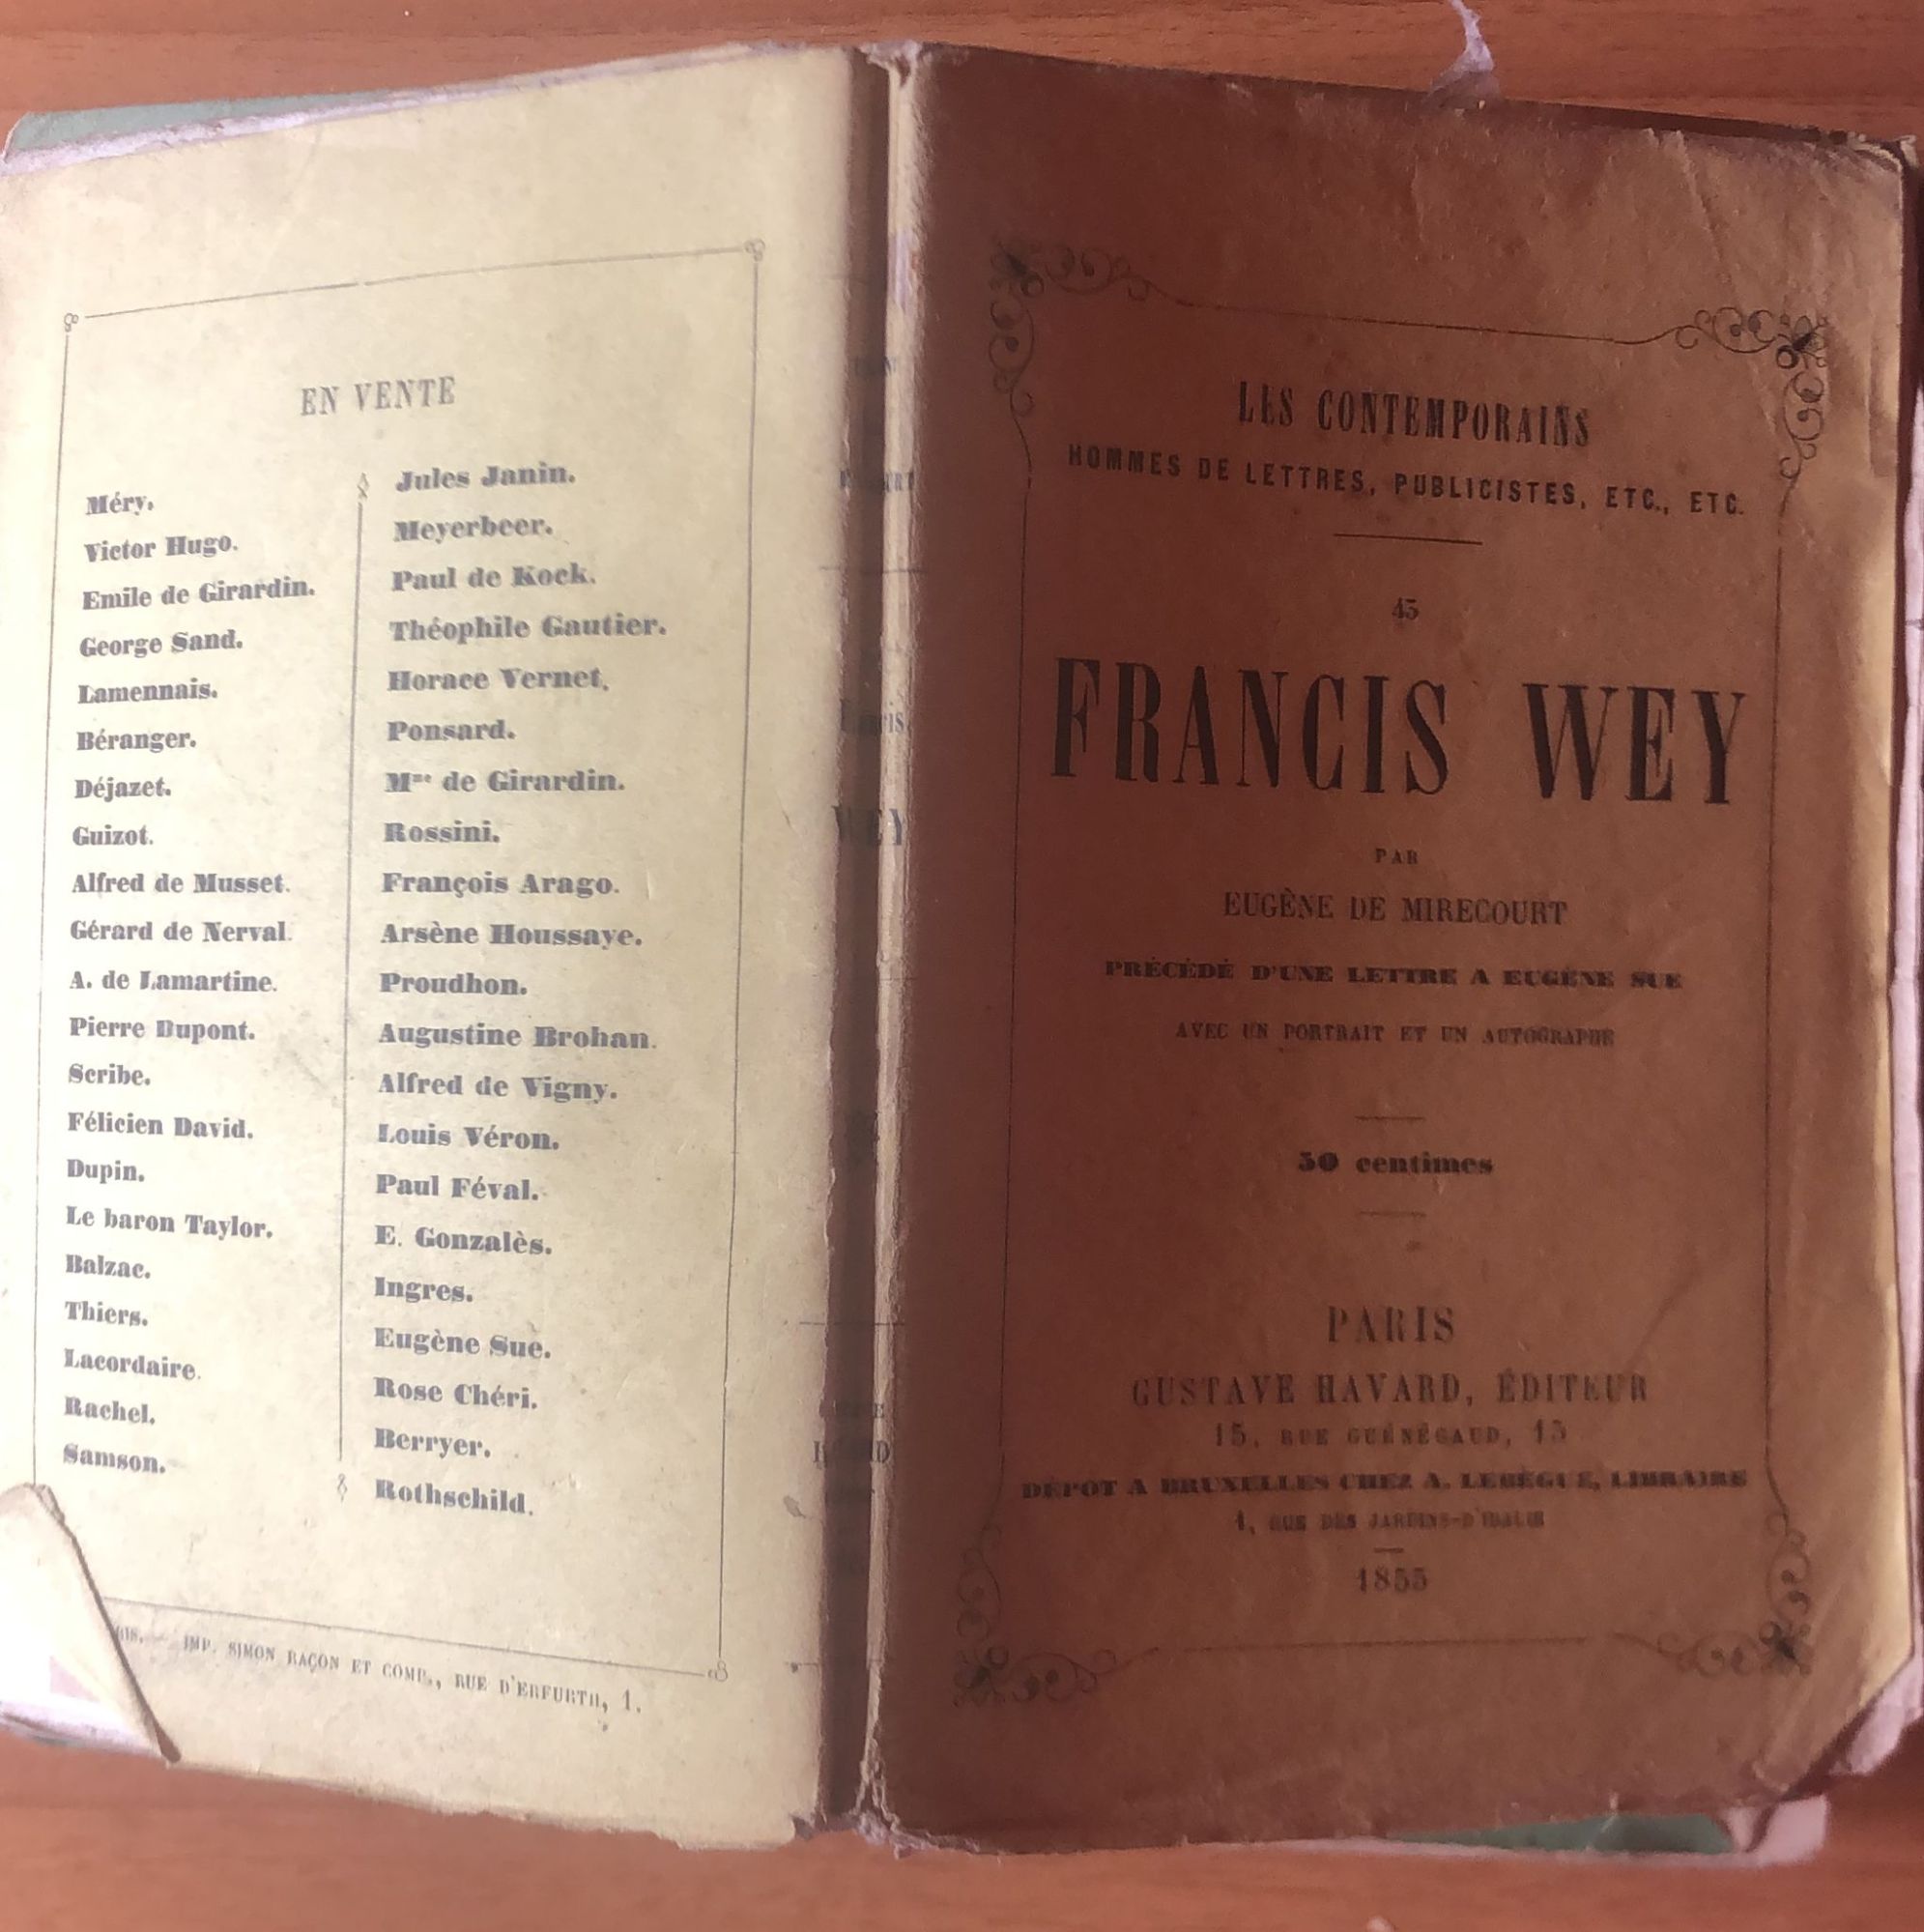 EN VENTE
Méry.
Victor Hugo.
Emile de Girardin.
George Sand.
Lamennais.
Béranger.
Déjazet.
Guizot.
Alfred de Musset.
Gérard de Nerval.
A. de Lamartine.
Pierre Dupont.
Scribe.
Félicien David.
Dupin.
Le baron Taylor.
Balzac.
Thiers.
Lacordaire.
Rachel.
Samson.
Jules Janin.
Meyerbeer.
Paul de Kock.
Théophile Gautier.
Horace Vernet.
Ponsard.
Mme de Girardin.
Rossini.
François Arago.
Arsène Houssaye.
Proudhon.
Augustine Brohan.
Alfred de Vigny.
Louis Véron.
Paul Féval.
E. Gonzalès.
Ingres.
Eugène Sue.
Rose Chéri.
Berryer.
Rothschild.
IMP. SIMON RAÇON ET COMP., RUE D'ERFURTH, 1.
WEY
LES CONTEMPORAINS
HOMMES DE LETTRES, PUBLICISTES, ETC., ETC.
FRANCIS WEY
PAR
EUGÈNE DE MIRECOURT
PRÉCÉDÉ D'UNE LETTRE A EUGÈNE SUE
AVEC UN PORTRAIT ET UN AUTOGRAPHE
50 centimes
PARIS
GUSTAVE HAVARD, ÉDITEUR
15, RUE GUÉNÉGAUD, 15
DÉPOT A BRUXELLES CHEZ A. LEBÈGUE, LIBRAIRE
1, RUE DES JARDINS-D'IDALIE
1855